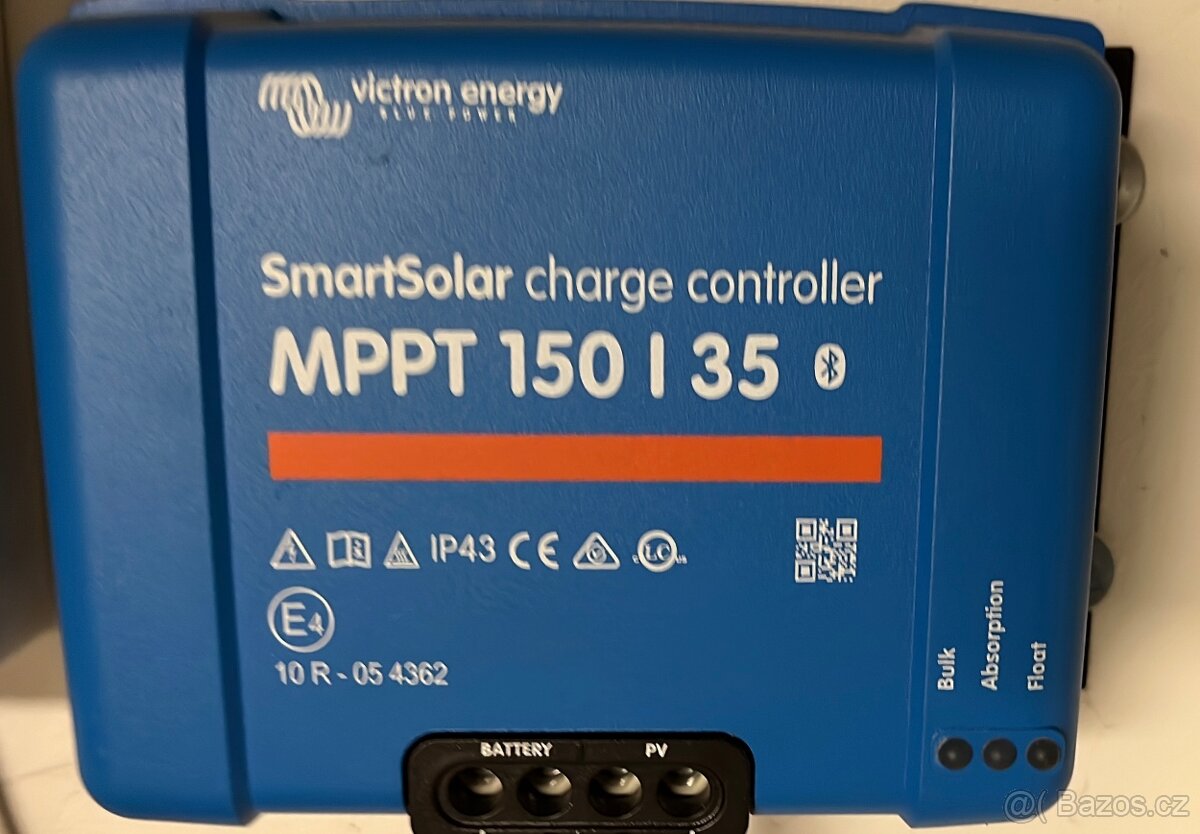 victron energy
BLUE POWER
SmartSolar charge controller
MPPT 150 | 35
IP43 CE
E4
10 R - 05 4362
Bulk
Absorption
Float
BATTERY PV
@( Bazos.cz